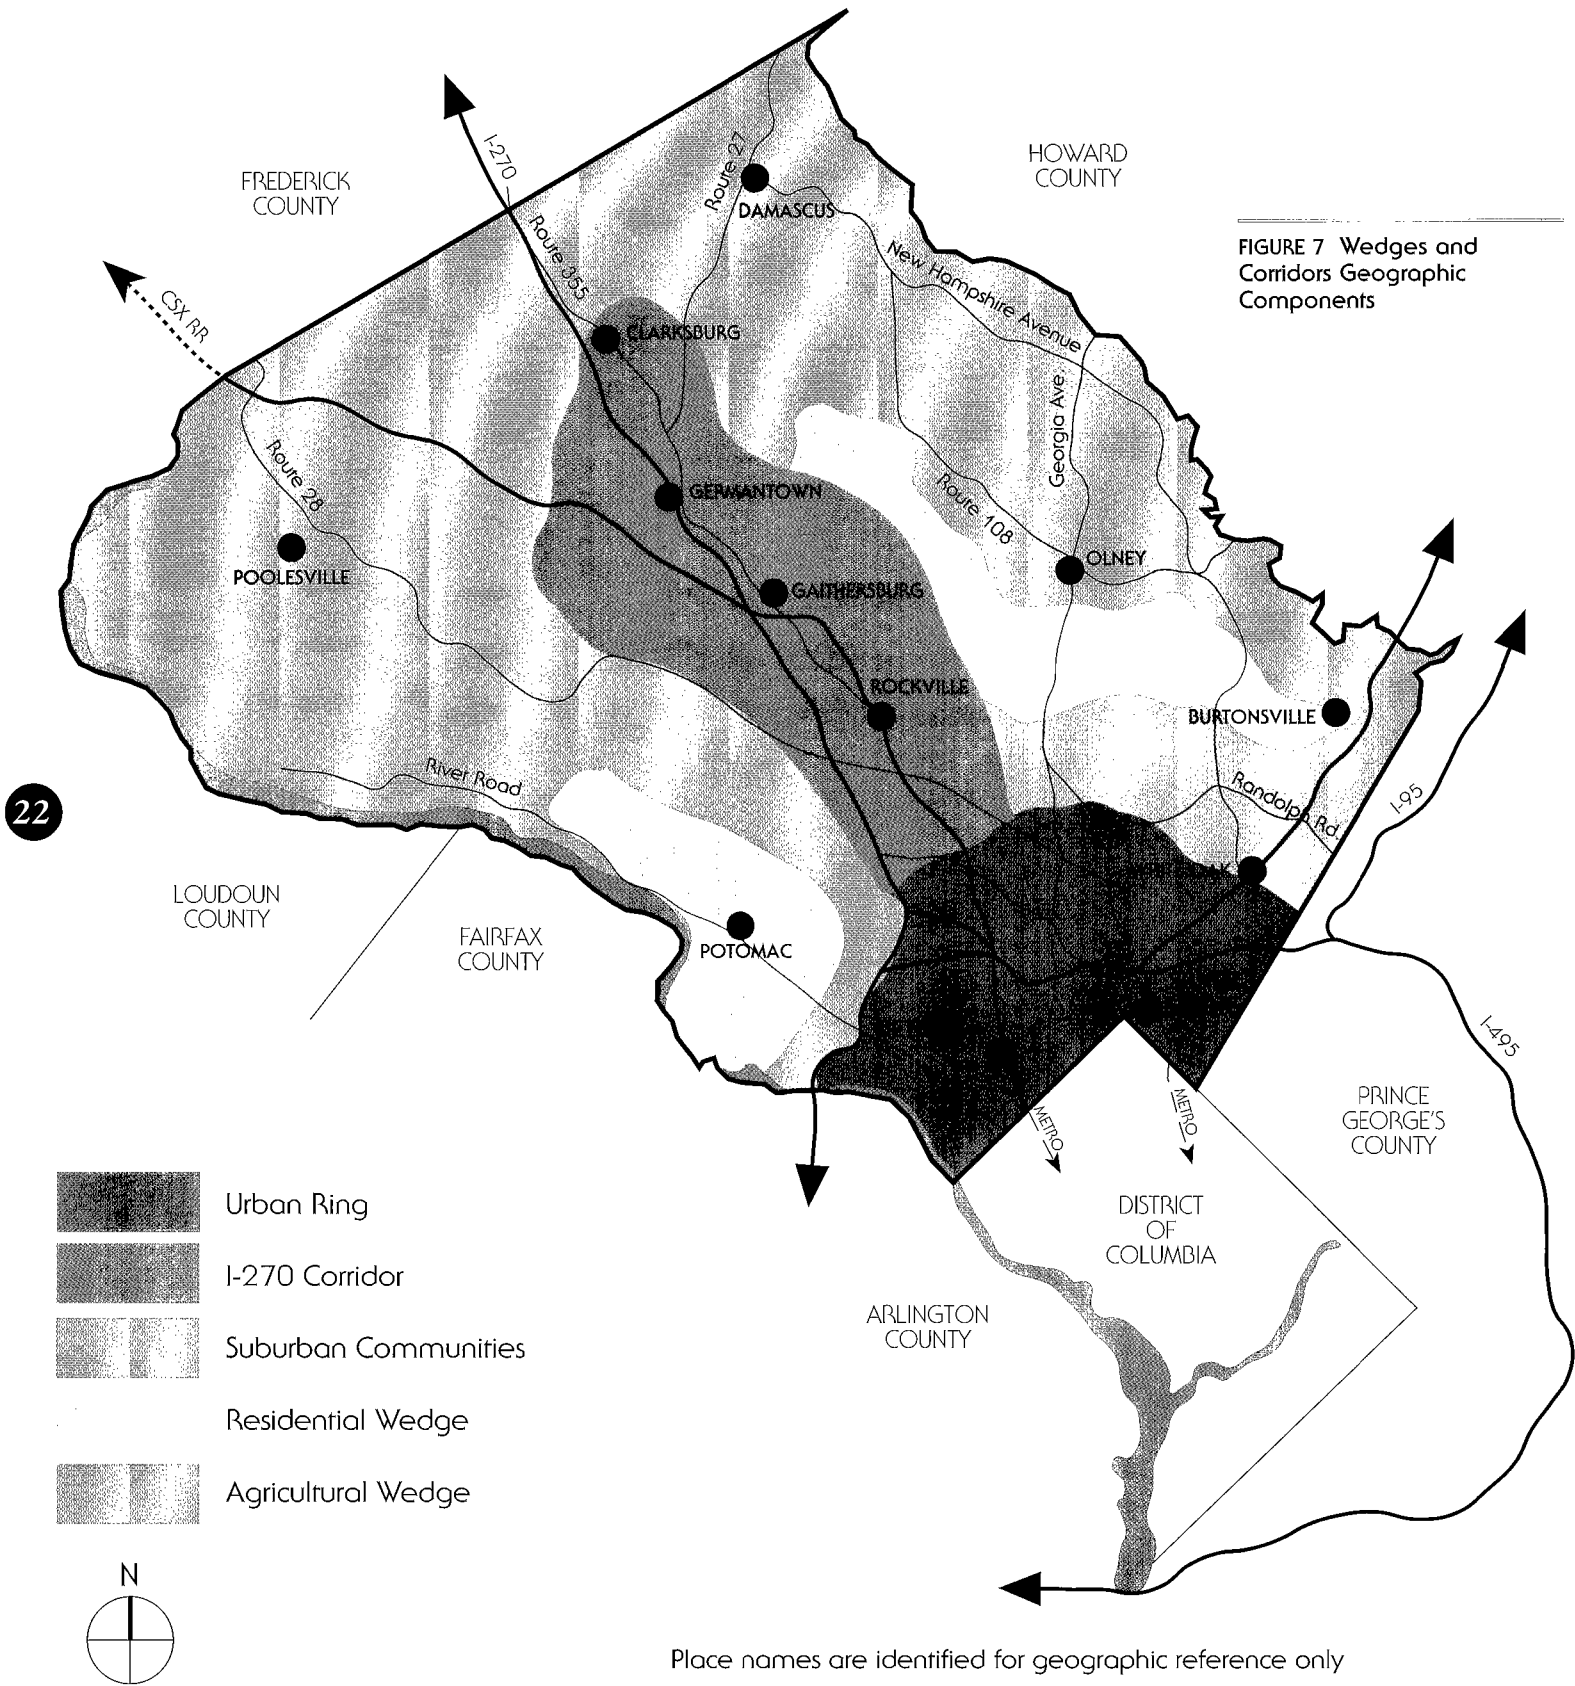 FREDERICK
COUNTY
HOWARD
COUNTY
FIGURE 7 Wedges and
Corridors Geographic
Components
I-270
Route 27
DAMASCUS
Route 355
CSX RR
New Hampshire Avenue
CLARKSBURG
Georgia Ave.
Route 28
GERMANTOWN
Route 108
POOLESVILLE
OLNEY
GAITHERSBURG
ROCKVILLE
BURTONSVILLE
River Road
Randolph Rd.
I-95
22
LOUDOUN
COUNTY
FAIRFAX
COUNTY
POTOMAC
I-495
METRO
METRO
PRINCE
GEORGE'S
COUNTY
DISTRICT
OF
COLUMBIA
ARLINGTON
COUNTY
Urban Ring
I-270 Corridor
Suburban Communities
Residential Wedge
Agricultural Wedge
N
Place names are identified for geographic reference only